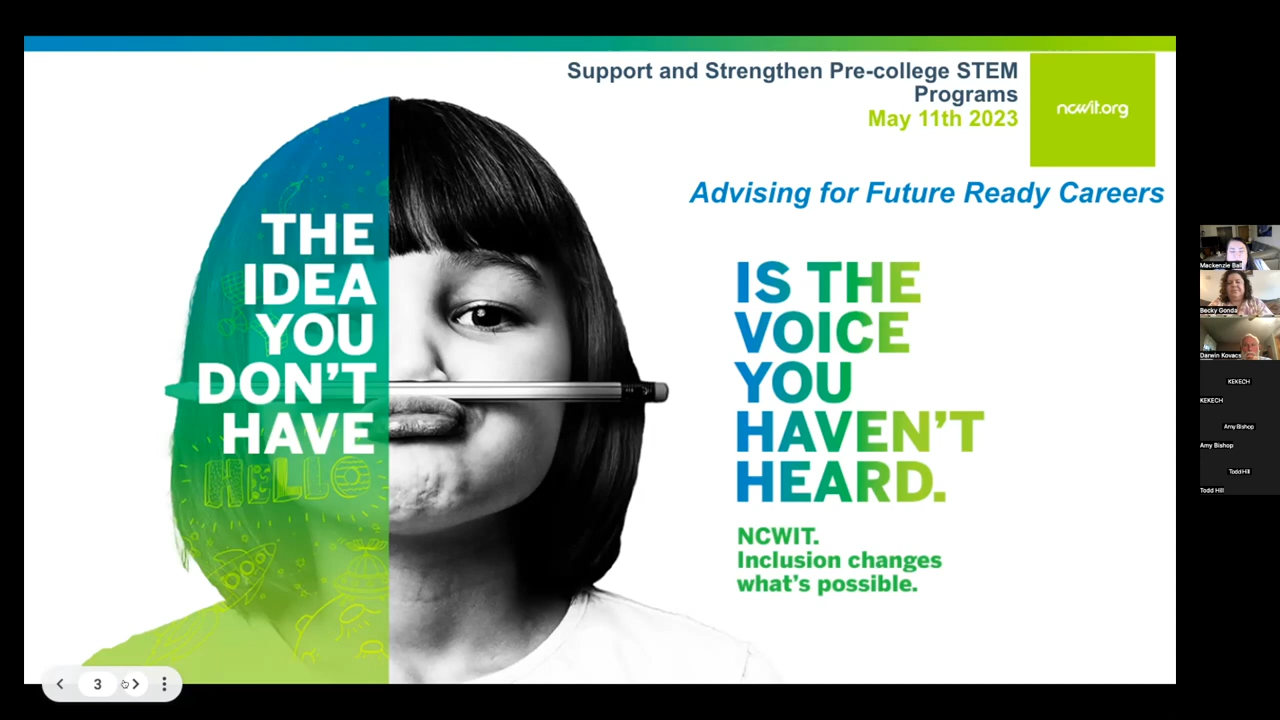 Support and Strengthen Pre-college STEM
Programs
May 11th 2023
ncwit.org
Advising for Future Ready Careers
THE
IDEA
YOU
DON'T
HAVE
HELLO
IS THE
VOICE
YOU
HAVEN'T
HEARD.
NCWIT.
Inclusion changes
what's possible.
3
Mackenzie Ball
Becky Gonda
Darwin Kovacs
KEKECH
KEKECH
Amy Bishop
Amy Bishop
Todd Hill
Todd Hill